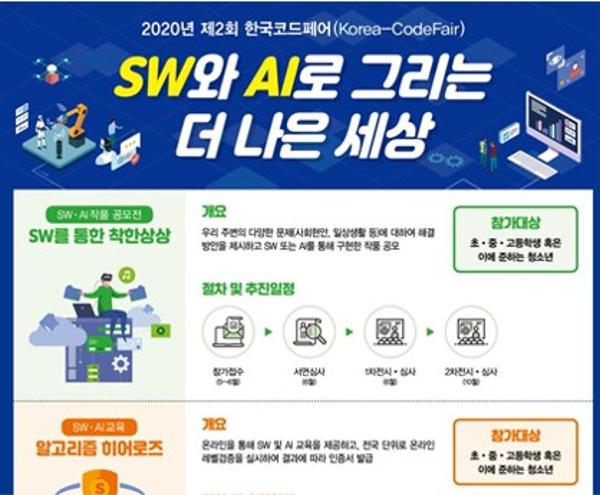 2020년 제2회 한국코드페어(Korea-CodeFair)
SW와 AI로 그리는
더 나은 세상
SW·AI 작품 공모전
SW를 통한 착한상상
개요
우리 주변의 다양한 문제(사회현안, 일상생활 등)에 대하여 해결
방안을 제시하고 SW 또는 AI를 통해 구현한 작품 공모
참가대상
초·중·고등학생 혹은
이에 준하는 청소년
절차 및 추진일정
참가접수
(5~6월)
서면심사
(6월)
1차전시·심사
(8월)
2차전시·심사
(10월)
SW·AI 교육
알고리즘 히어로즈
개요
온라인을 통해 SW 및 AI 교육을 제공하고, 전국 단위로 온라인
레벨검증을 실시하여 결과에 따라 인증서 발급
참가대상
초·중·고등학생 혹은
이에 준하는 청소년
S